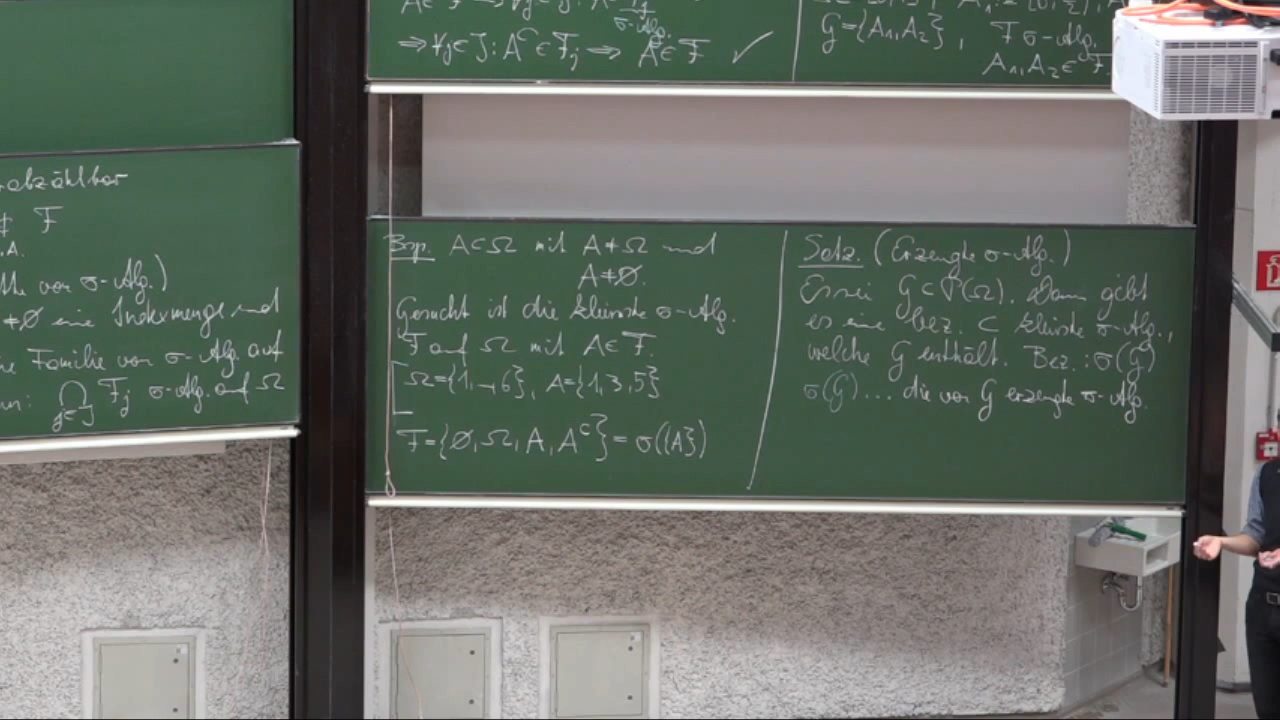 abzählbar
∉ F
von σ-Alg.)
≠∅ eine Indexmenge und
Familie von σ-Alg. auf
⋂ F_j σ-Alg. auf Ω
j∈J
σ-Alg.
⇒ ∀j∈J: A^C ∈ F_j ⇒ A^C ∈ F ✓
G={A₁,A₂}, F σ-Alg.
A₁,A₂ ∈ F
Bsp. A⊂Ω mit A≠Ω und
A≠∅.
Gesucht ist die kleinste σ-Alg.
F auf Ω mit A∈F.
Ω={1,…,6}, A={1,3,5}
F={∅,Ω,A,A^C}=σ({A})
Satz. (Erzeugte σ-Alg.)
Es sei G⊂P(Ω). Dann gibt
es eine bez. ⊂ kleinste σ-Alg.,
welche G enthält. Bez.: σ(G)
σ(G)... die von G erzeugte σ-Alg.